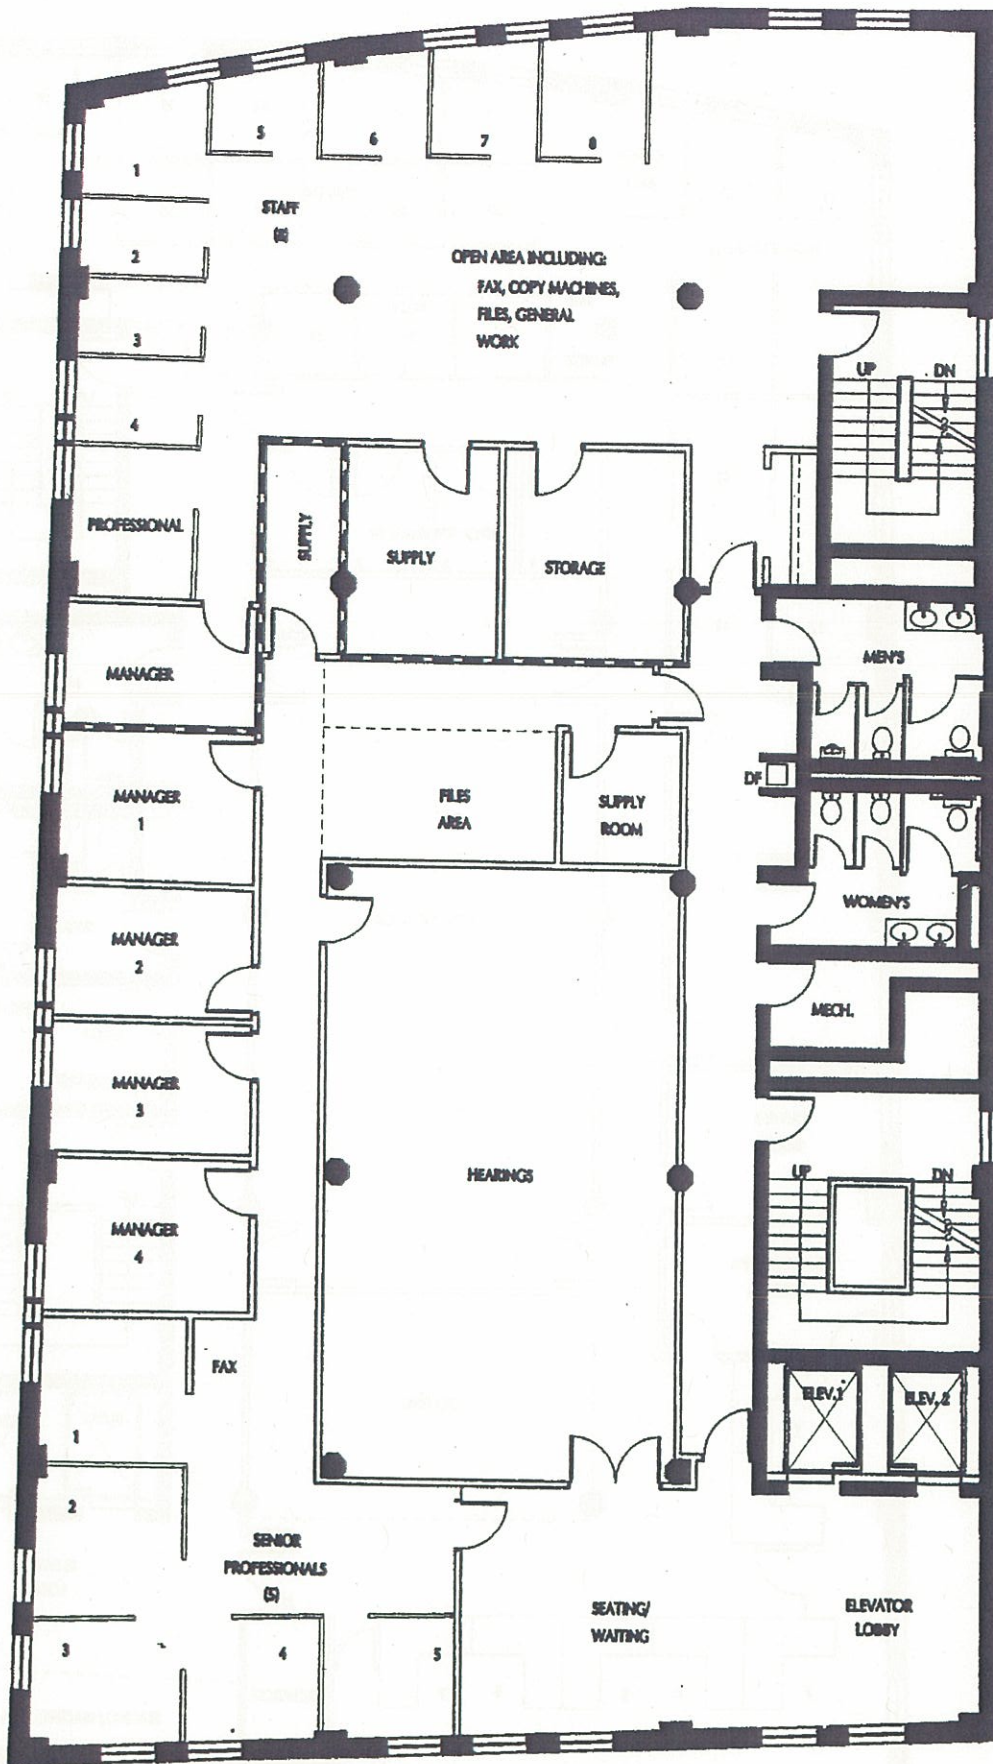 5
6
7
8
1
STAFF
(8)
2
OPEN AREA INCLUDING:
FAX, COPY MACHINES,
FILES, GENERAL
WORK
3
4
UP
DN
PROFESSIONAL
SUPPLY
SUPPLY
STORAGE
MANAGER
MEN'S
MANAGER
1
FILES
AREA
SUPPLY
ROOM
DF
WOMEN'S
MANAGER
2
MECH.
MANAGER
3
HEARINGS
UP
DN
MANAGER
4
FAX
ELEV. 1
ELEV. 2
1
2
SENIOR
PROFESSIONALS
(5)
SEATING/
WAITING
ELEVATOR
LOBBY
3
4
5